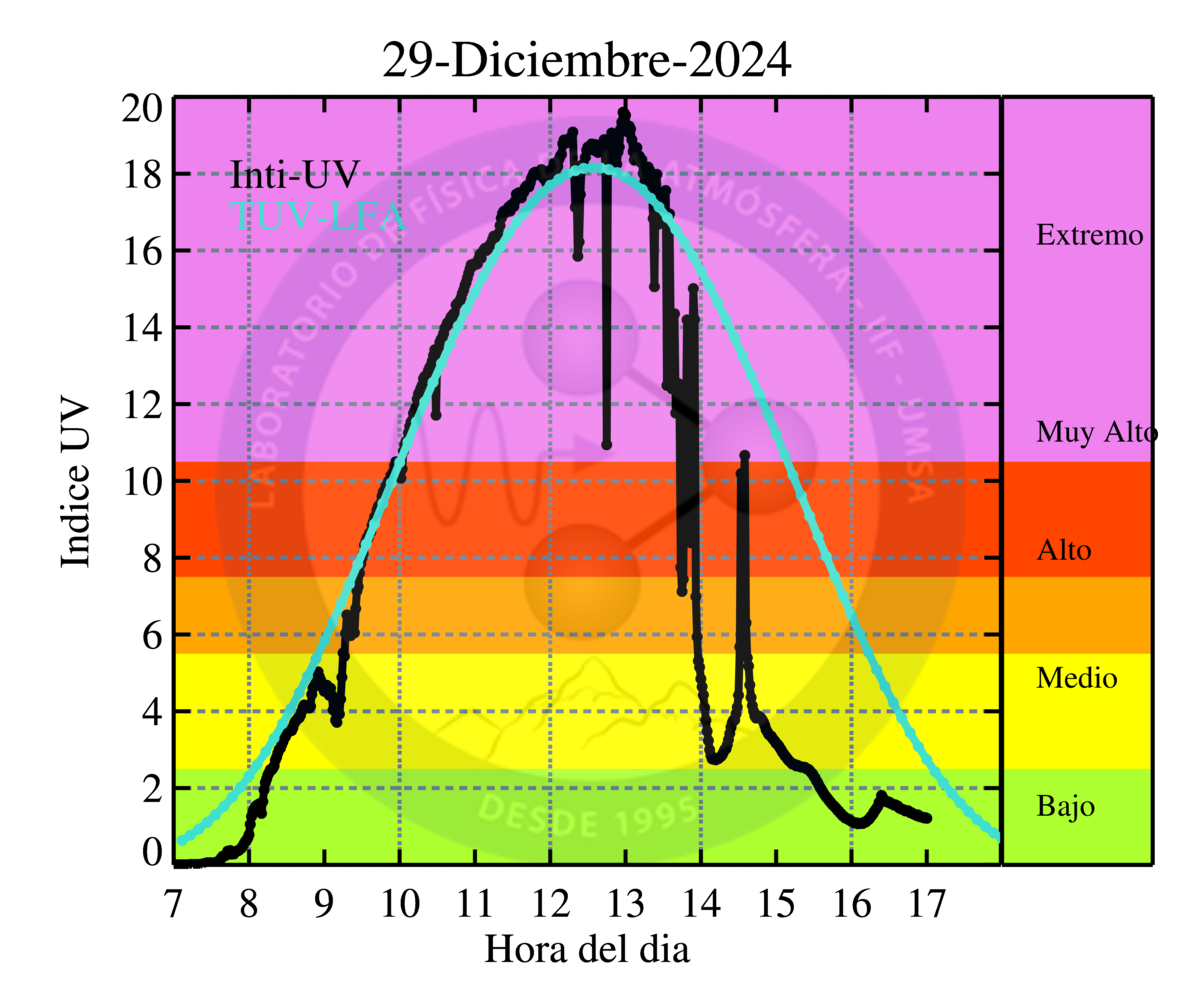 29-Diciembre-2024
20
18
16
14
12
10
8
6
4
2
0
Indice UV
Inti-UV
TUV-LFA
LABORATORIO DE FÍSICA DE ATMÓSFERA - IIF - UMSA
DESDE 1995
Extremo
Muy Alto
Alto
Medio
Bajo
7 8 9 10 11 12 13 14 15 16 17
Hora del dia